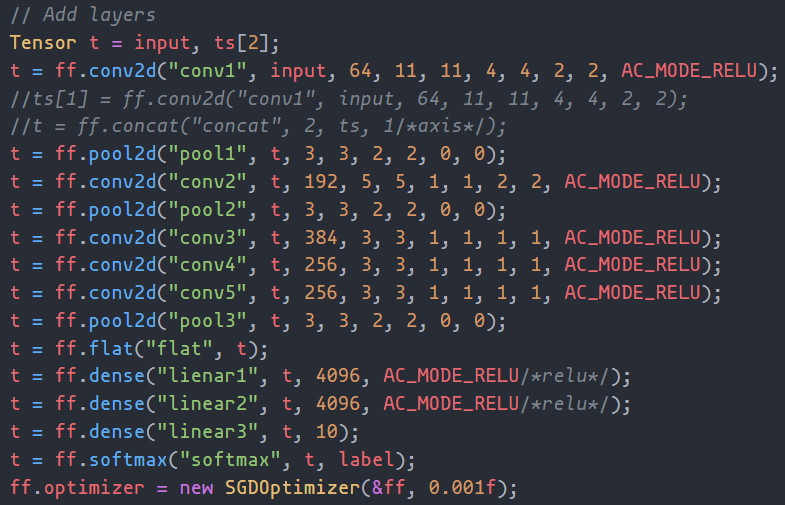 // Add layers
Tensor t = input, ts[2];
t = ff.conv2d("conv1", input, 64, 11, 11, 4, 4, 2, 2, AC_MODE_RELU);
//ts[1] = ff.conv2d("conv1", input, 64, 11, 11, 4, 4, 2, 2);
//t = ff.concat("concat", 2, ts, 1/*axis*/);
t = ff.pool2d("pool1", t, 3, 3, 2, 2, 0, 0);
t = ff.conv2d("conv2", t, 192, 5, 5, 1, 1, 2, 2, AC_MODE_RELU);
t = ff.pool2d("pool2", t, 3, 3, 2, 2, 0, 0);
t = ff.conv2d("conv3", t, 384, 3, 3, 1, 1, 1, 1, AC_MODE_RELU);
t = ff.conv2d("conv4", t, 256, 3, 3, 1, 1, 1, 1, AC_MODE_RELU);
t = ff.conv2d("conv5", t, 256, 3, 3, 1, 1, 1, 1, AC_MODE_RELU);
t = ff.pool2d("pool3", t, 3, 3, 2, 2, 0, 0);
t = ff.flat("flat", t);
t = ff.dense("lienar1", t, 4096, AC_MODE_RELU/*relu*/);
t = ff.dense("linear2", t, 4096, AC_MODE_RELU/*relu*/);
t = ff.dense("linear3", t, 10);
t = ff.softmax("softmax", t, label);
ff.optimizer = new SGDOptimizer(&ff, 0.001f);